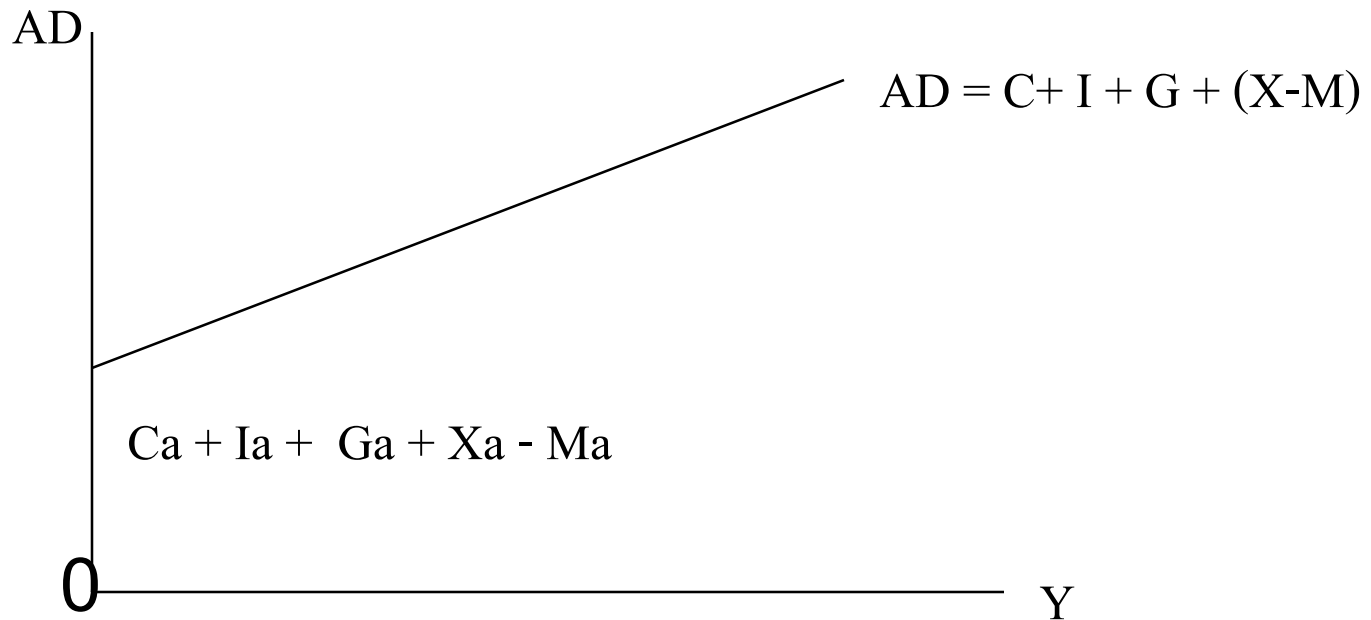 AD
AD = C+ I + G + (X-M)
Ca + Ia +  Ga + Xa - Ma
0
Y